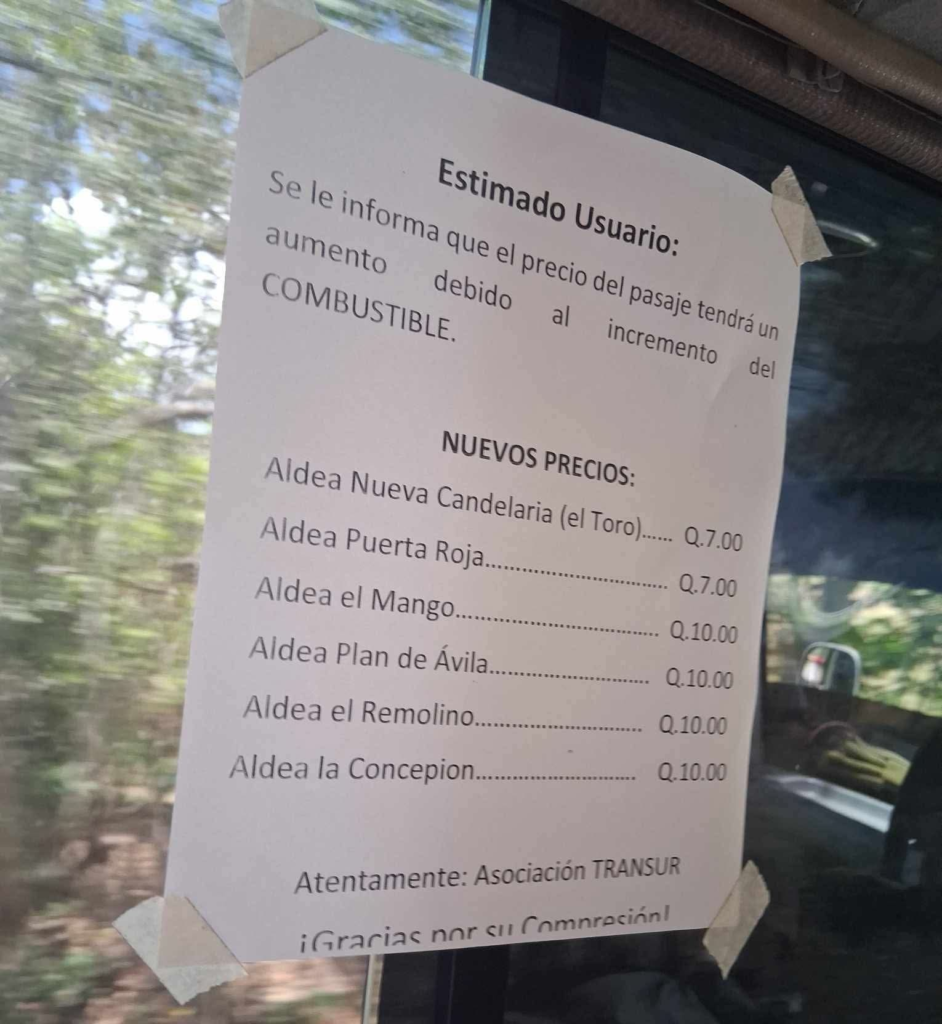 Estimado Usuario:
Se le informa que el precio del pasaje tendrá un
aumento debido al incremento del
COMBUSTIBLE.
NUEVOS PRECIOS:
Aldea Nueva Candelaria (el Toro)...... Q.7.00
Aldea Puerta Roja.................................. Q.7.00
Aldea el Mango...................................... Q.10.00
Aldea Plan de Ávila.............................. Q.10.00
Aldea el Remolino............................... Q.10.00
Aldea la Concepion.............................. Q.10.00
Atentamente: Asociación TRANSUR
¡Gracias por su Compresión!